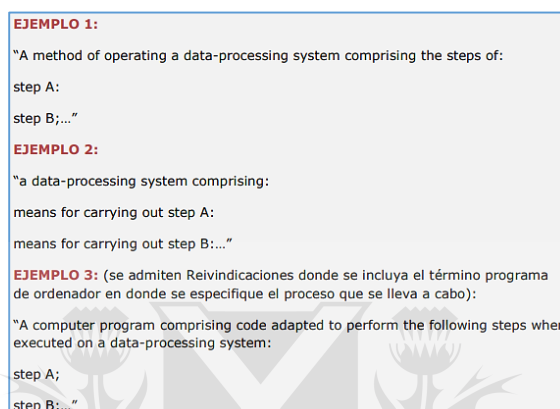 EJEMPLO 1:
“A method of operating a data-processing system comprising the steps of:
step A:
step B;...”
EJEMPLO 2:
“a data-processing system comprising:
means for carrying out step A:
means for carrying out step B:...”
EJEMPLO 3: (se admiten Reivindicaciones donde se incluya el término programa
de ordenador en donde se especifique el proceso que se lleva a cabo):
“A computer program comprising code adapted to perform the following steps
executed on a data-processing system:
step A;
step B:...”